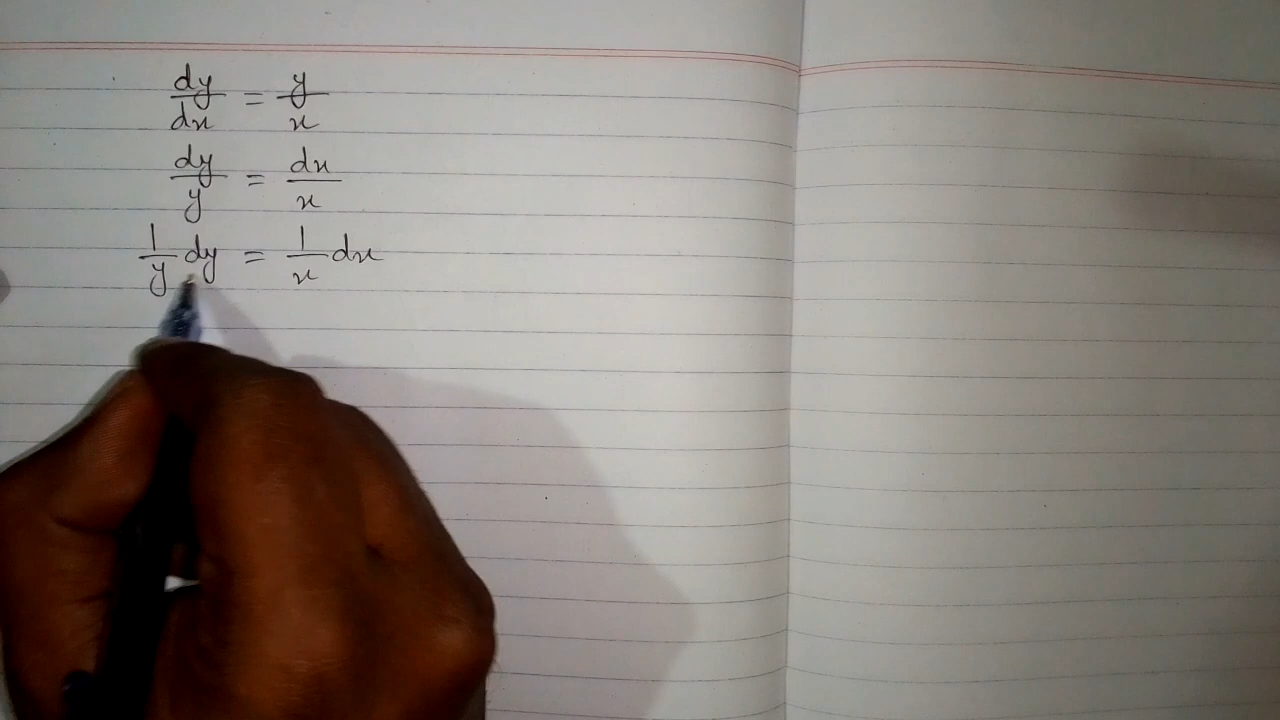 dy/dx = y/x
dy/y = dx/x
1/y dy = 1/x dx